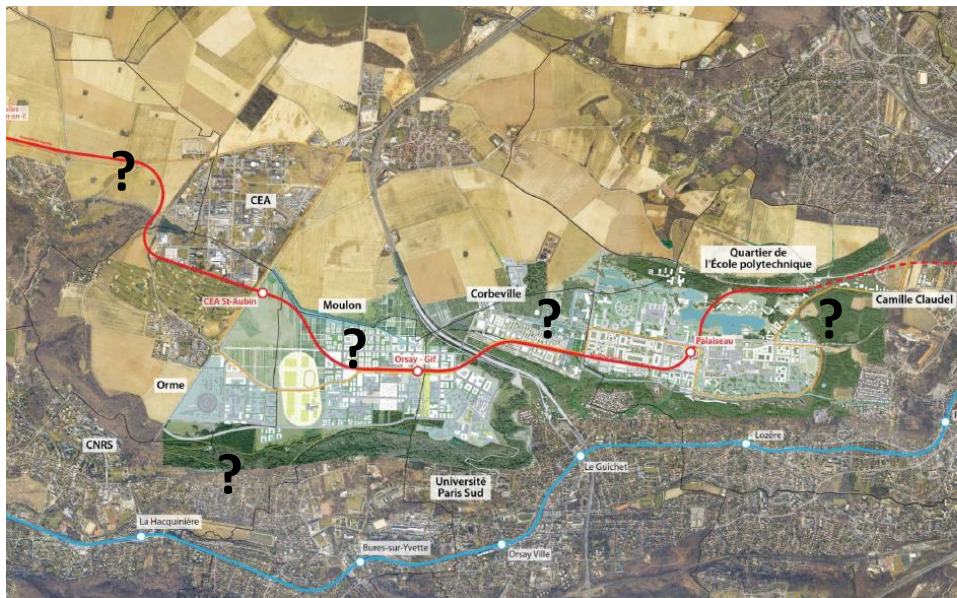 ?
CEA
Quartier de
l'École polytechnique
CEA St-Aubin
Moulon
Corbeville
?
?
Camille Claudel
?
Palaiseau
Orsay - Gif
Orme
CNRS
Lozère
Le Guichet
?
Université
Paris Sud
La Hacquinière
Bures-sur-Yvette
Orsay Ville